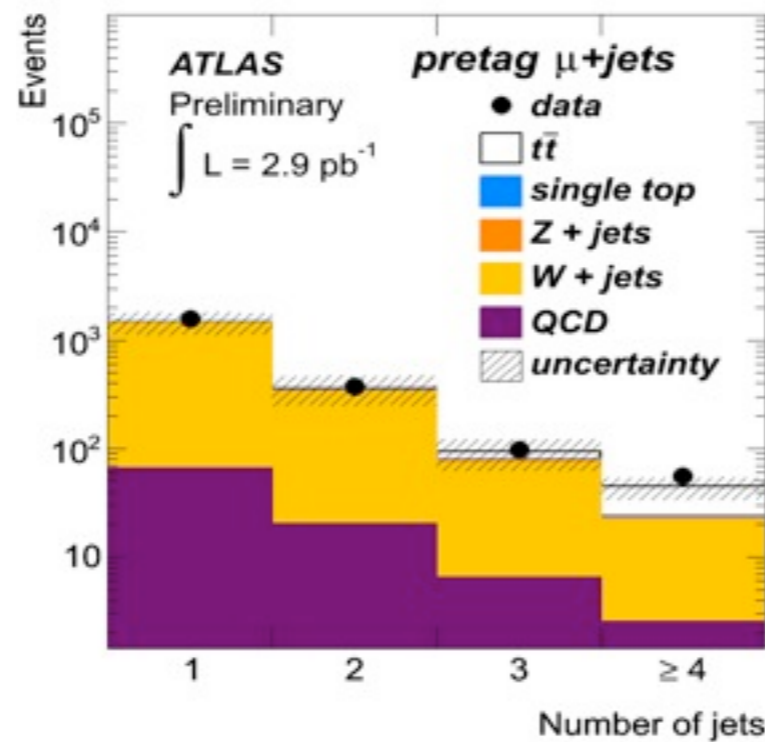 Events
ATLAS
Preliminary
∫ L = 2.9 pb⁻¹
pretag μ+jets
data
tt̄
single top
Z + jets
W + jets
QCD
uncertainty
10⁵
10⁴
10³
10²
10
1 2 3 ≥ 4
Number of jets